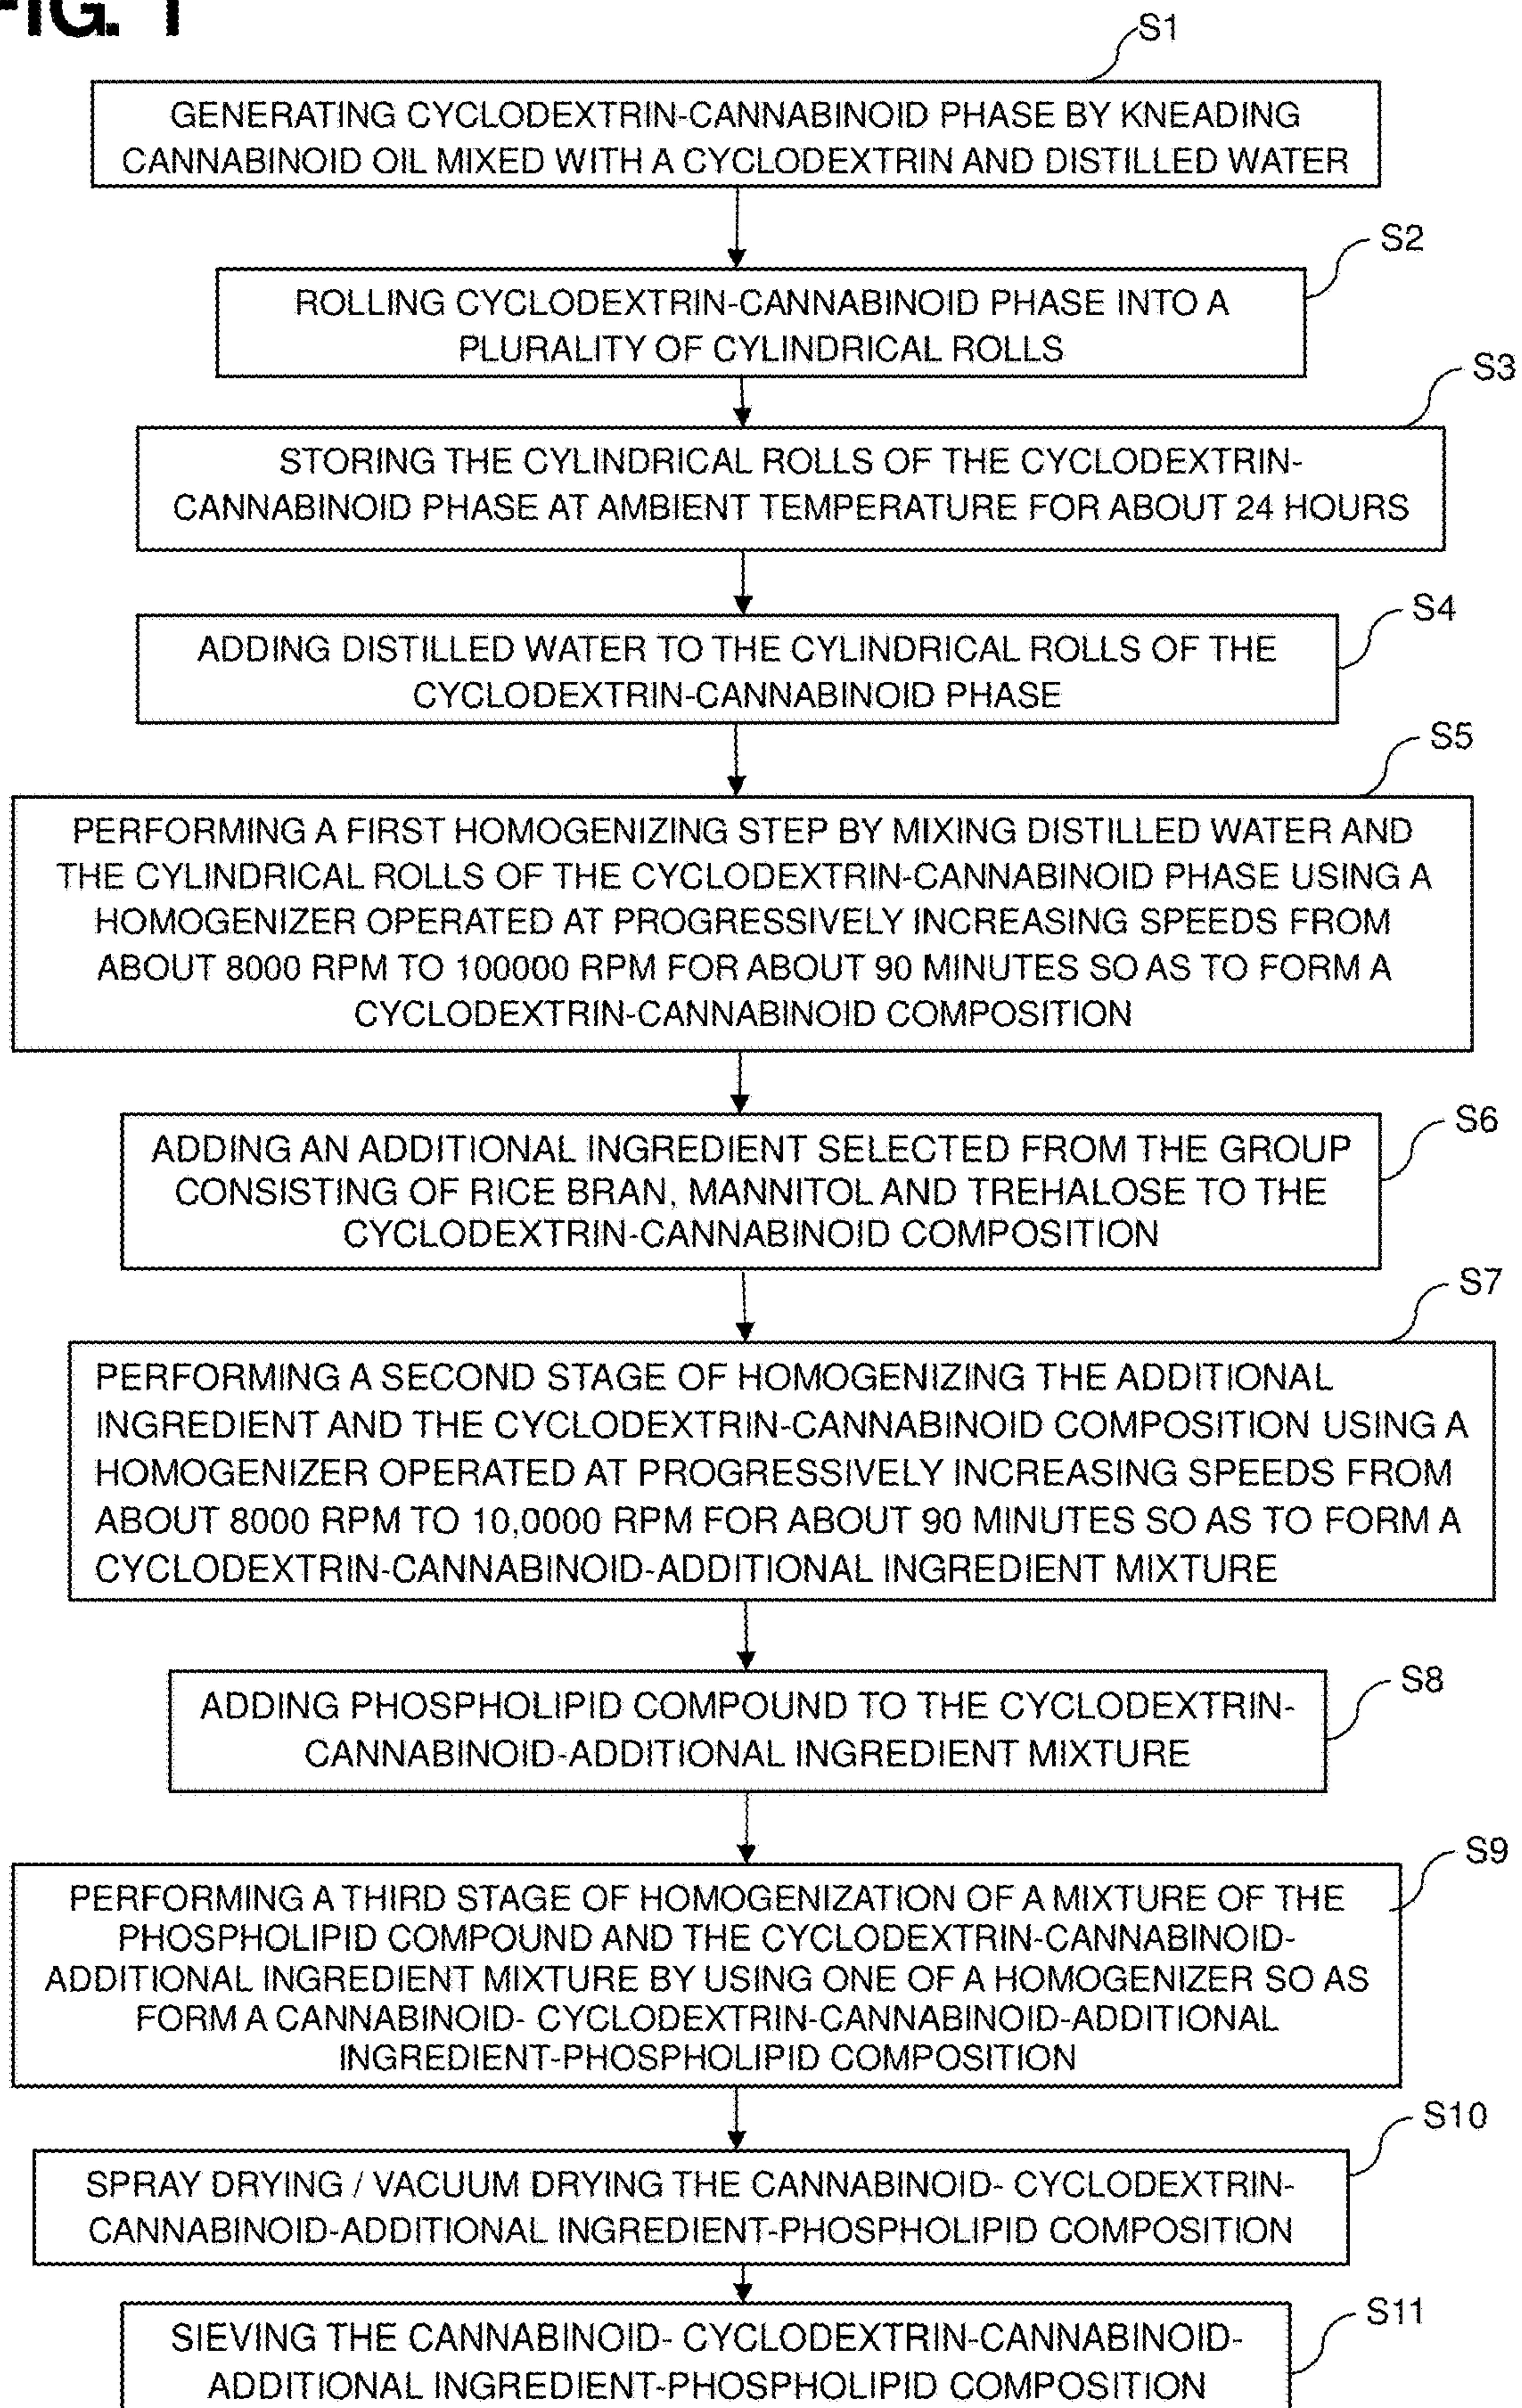 FIG. 1
S1
GENERATING CYCLODEXTRIN-CANNABINOID PHASE BY KNEADING
CANNABINOID OIL MIXED WITH A CYCLODEXTRIN AND DISTILLED WATER
S2
ROLLING CYCLODEXTRIN-CANNABINOID PHASE INTO A
PLURALITY OF CYLINDRICAL ROLLS
S3
STORING THE CYLINDRICAL ROLLS OF THE CYCLODEXTRIN-
CANNABINOID PHASE AT AMBIENT TEMPERATURE FOR ABOUT 24 HOURS
S4
ADDING DISTILLED WATER TO THE CYLINDRICAL ROLLS OF THE
CYCLODEXTRIN-CANNABINOID PHASE
S5
PERFORMING A FIRST HOMOGENIZING STEP BY MIXING DISTILLED WATER AND
THE CYLINDRICAL ROLLS OF THE CYCLODEXTRIN-CANNABINOID PHASE USING A
HOMOGENIZER OPERATED AT PROGRESSIVELY INCREASING SPEEDS FROM
ABOUT 8000 RPM TO 100000 RPM FOR ABOUT 90 MINUTES SO AS TO FORM A
CYCLODEXTRIN-CANNABINOID COMPOSITION
S6
ADDING AN ADDITIONAL INGREDIENT SELECTED FROM THE GROUP
CONSISTING OF RICE BRAN, MANNITOL AND TREHALOSE TO THE
CYCLODEXTRIN-CANNABINOID COMPOSITION
S7
PERFORMING A SECOND STAGE OF HOMOGENIZING THE ADDITIONAL
INGREDIENT AND THE CYCLODEXTRIN-CANNABINOID COMPOSITION USING A
HOMOGENIZER OPERATED AT PROGRESSIVELY INCREASING SPEEDS FROM
ABOUT 8000 RPM TO 10,0000 RPM FOR ABOUT 90 MINUTES SO AS TO FORM A
CYCLODEXTRIN-CANNABINOID-ADDITIONAL INGREDIENT MIXTURE
S8
ADDING PHOSPHOLIPID COMPOUND TO THE CYCLODEXTRIN-
CANNABINOID-ADDITIONAL INGREDIENT MIXTURE
S9
PERFORMING A THIRD STAGE OF HOMOGENIZATION OF A MIXTURE OF THE
PHOSPHOLIPID COMPOUND AND THE CYCLODEXTRIN-CANNABINOID-
ADDITIONAL INGREDIENT MIXTURE BY USING ONE OF A HOMOGENIZER SO AS
FORM A CANNABINOID- CYCLODEXTRIN-CANNABINOID-ADDITIONAL
INGREDIENT-PHOSPHOLIPID COMPOSITION
S10
SPRAY DRYING / VACUUM DRYING THE CANNABINOID- CYCLODEXTRIN-
CANNABINOID-ADDITIONAL INGREDIENT-PHOSPHOLIPID COMPOSITION
S11
SIEVING THE CANNABINOID- CYCLODEXTRIN-CANNABINOID-
ADDITIONAL INGREDIENT-PHOSPHOLIPID COMPOSITION